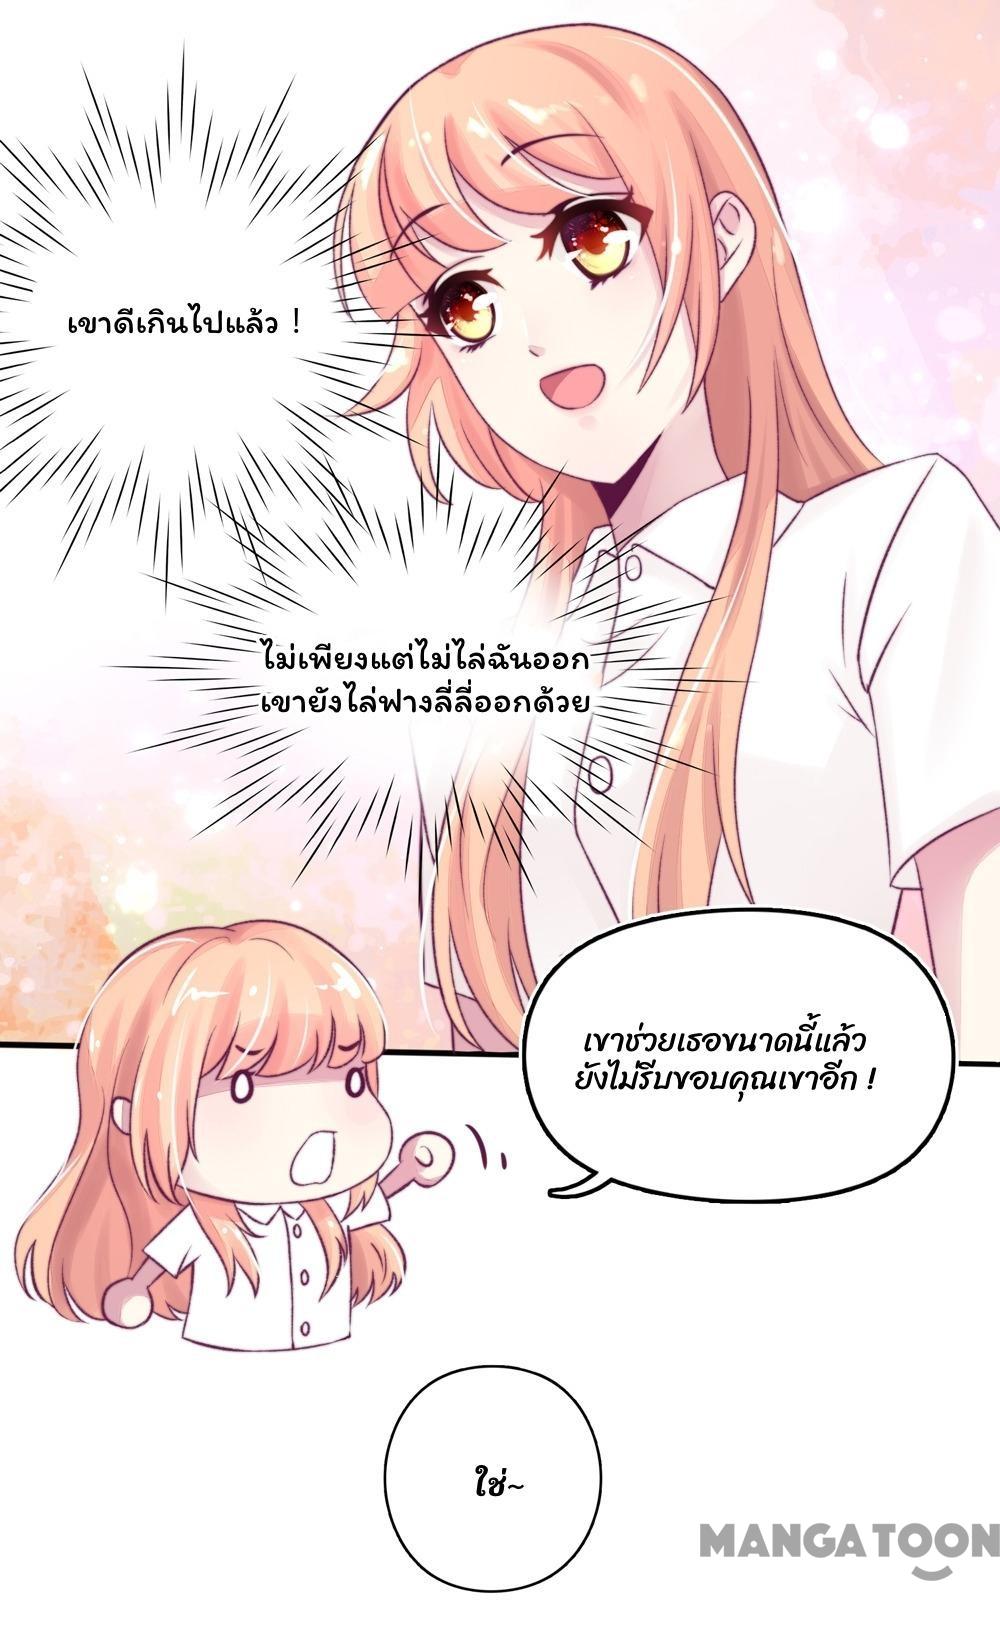 เขาดีเกินไปแล้ว !
ไม่เพียงแต่ไม่ไล่ฉันออก
เขายังไล่ฟางลี่ลี่ออกด้วย
เขาช่วยเธอขนาดนี้แล้ว
ยังไม่รีบขอบคุณเขาอีก !
ใช่~
MANGATOON